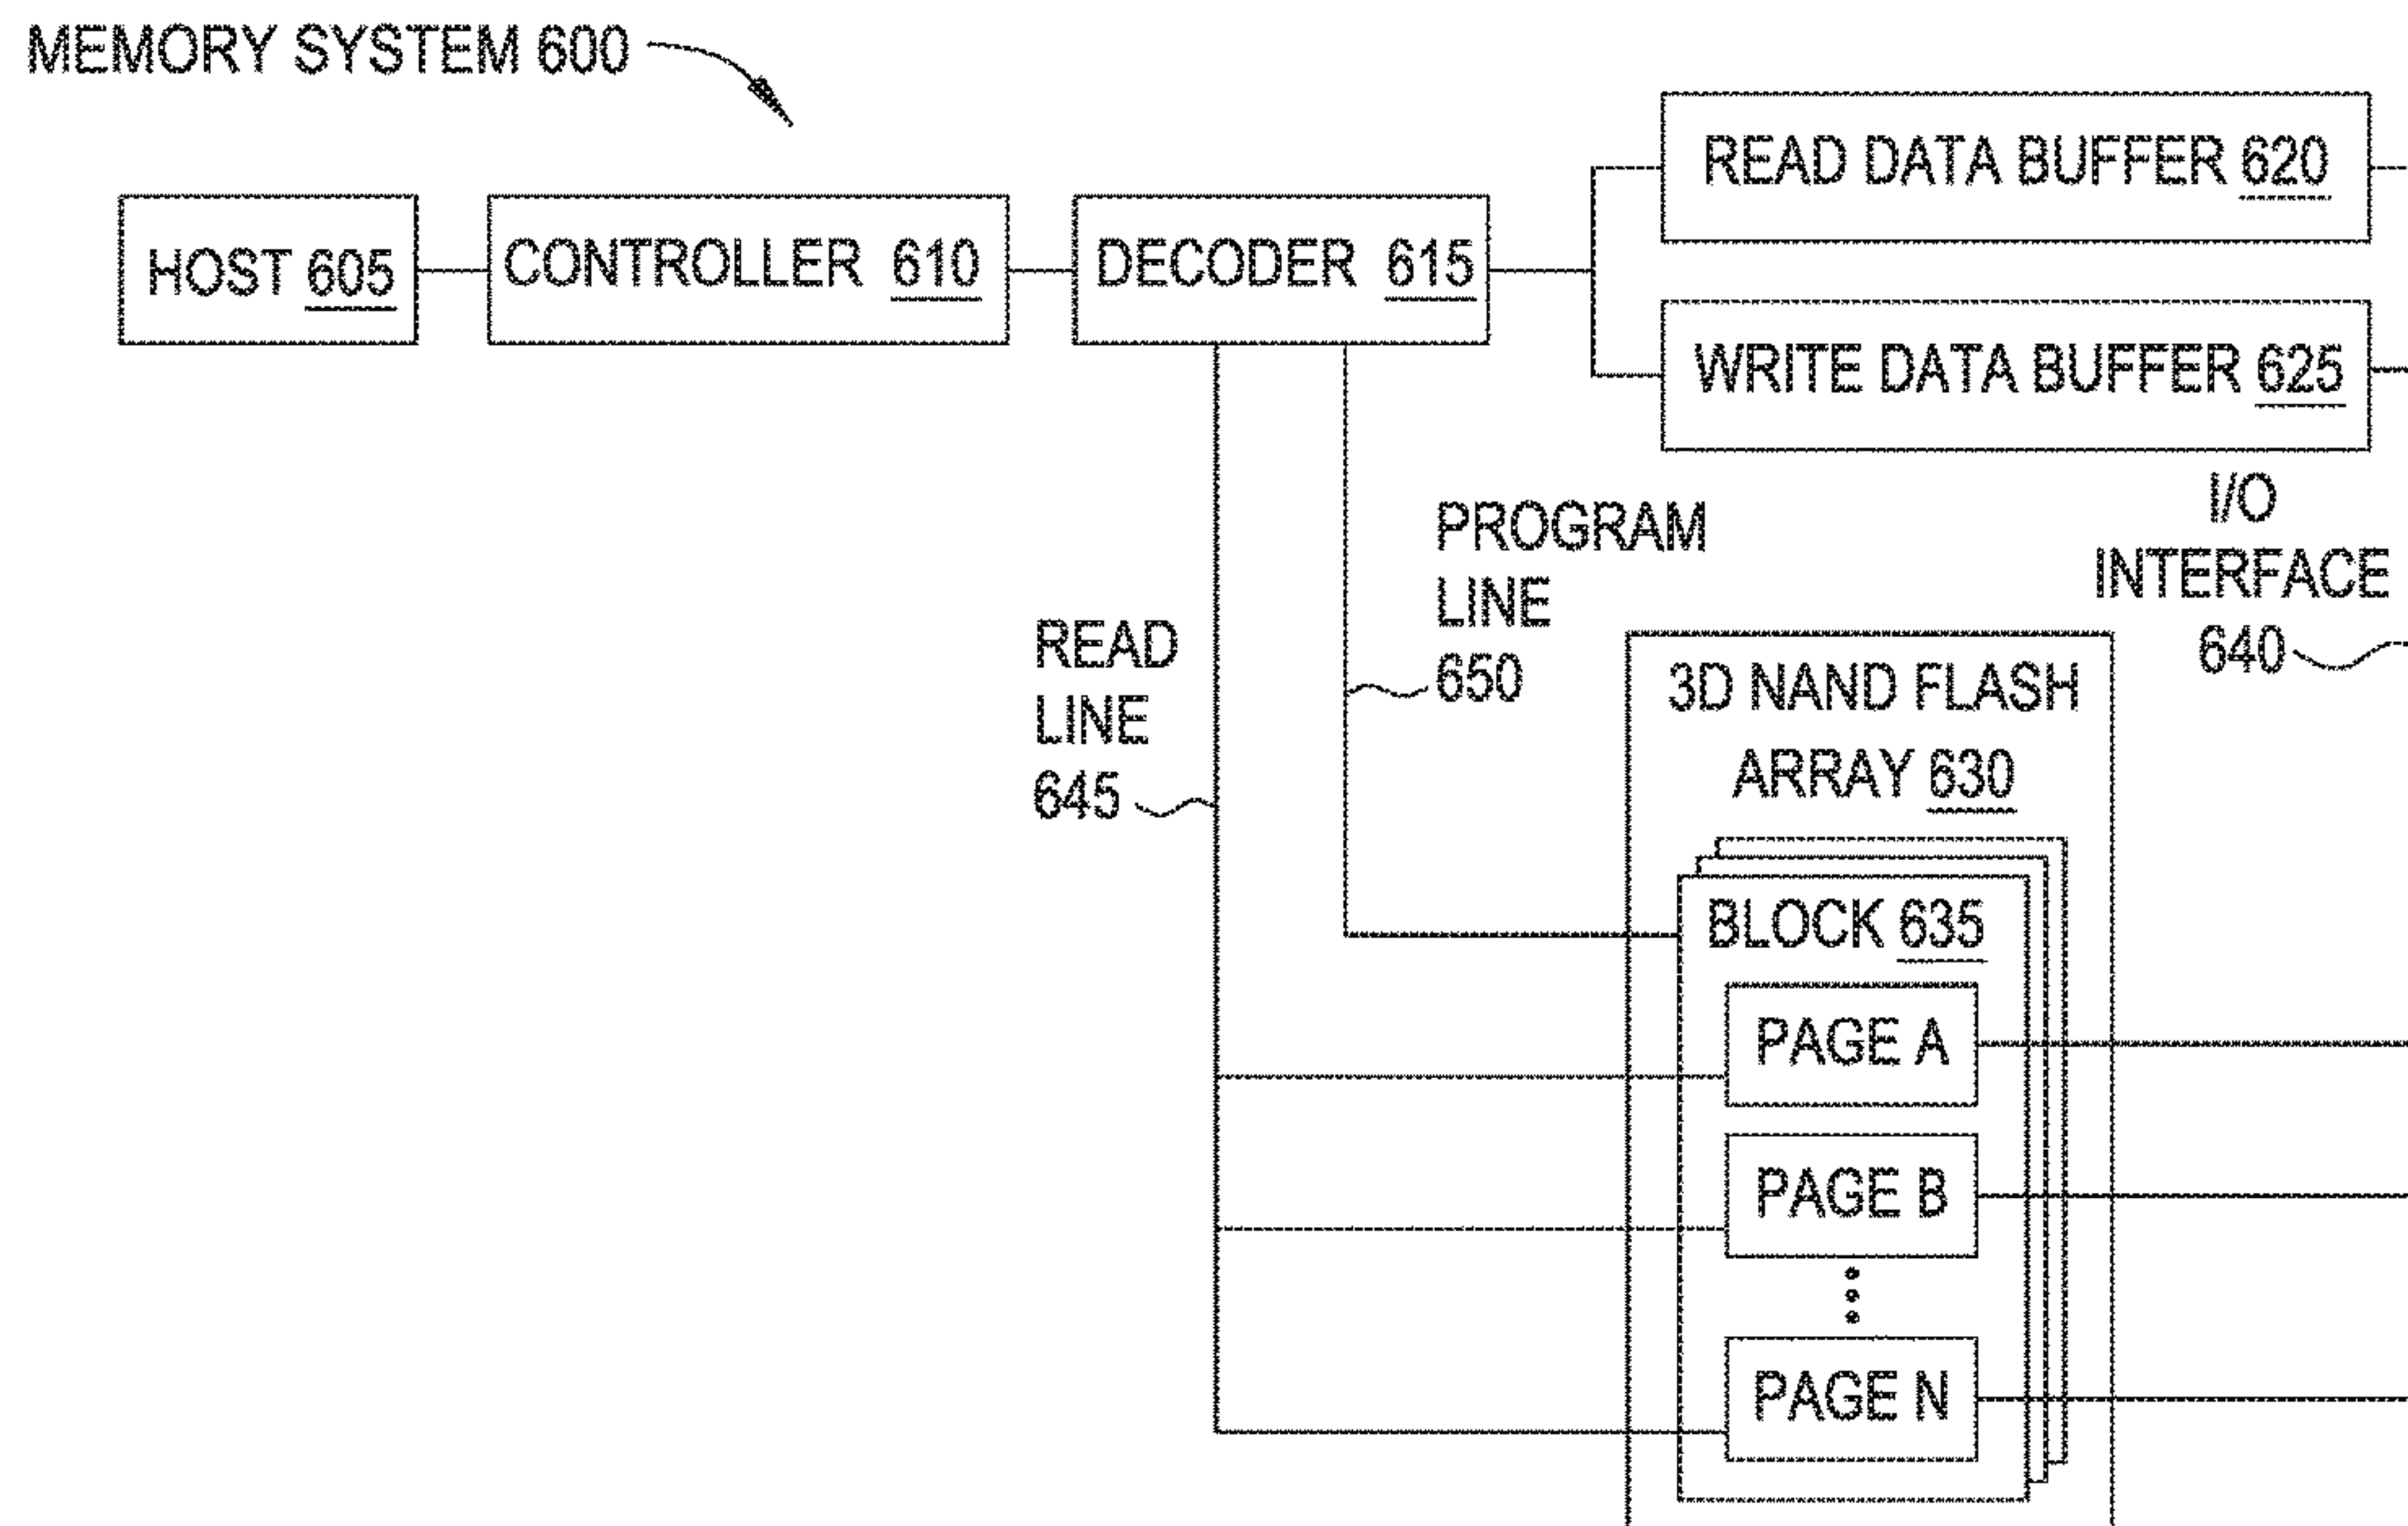 MEMORY SYSTEM 600
HOST 605
CONTROLLER 610
DECODER 615
READ DATA BUFFER 620
WRITE DATA BUFFER 625
I/O
INTERFACE
640
PROGRAM
LINE
650
READ
LINE
645
3D NAND FLASH
ARRAY 630
BLOCK 635
PAGE A
PAGE B
PAGE N